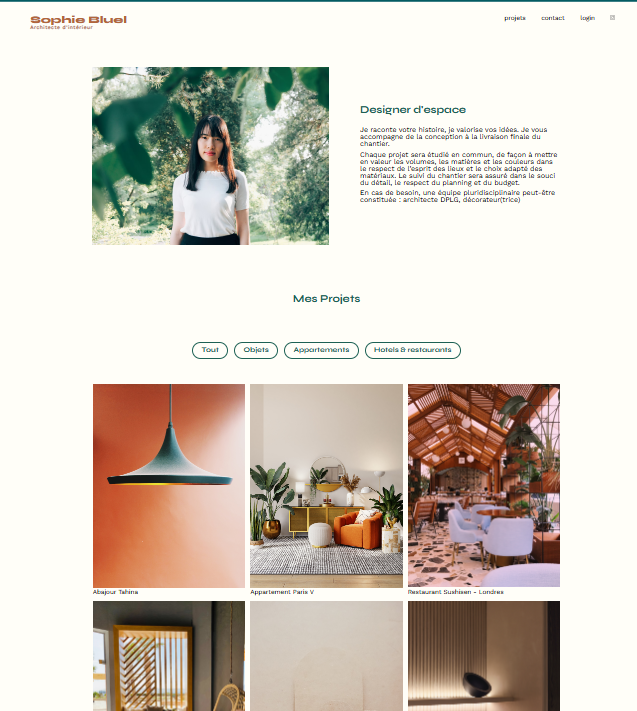 Sophie Bluel
Architecte d'intérieur
projets
contact
login
Designer d'espace
Je raconte votre histoire, je valorise vos idées. Je vous
accompagne de la conception à la livraison finale du
chantier.
Chaque projet sera étudié en commun, de façon à mettre
en valeur les volumes, les matières et les couleurs dans
le respect de l'esprit des lieux et le choix adapté des
matériaux. Le suivi du chantier sera assuré dans le souci
du détail, le respect du planning et du budget.
En cas de besoin, une équipe pluridisciplinaire peut-être
constituée : architecte DPLG, décorateur(trice)
Mes Projets
Tout
Objets
Appartements
Hotels & restaurants
Abajour Tahina
Appartement Paris V
Restaurant Sushisen - Londres